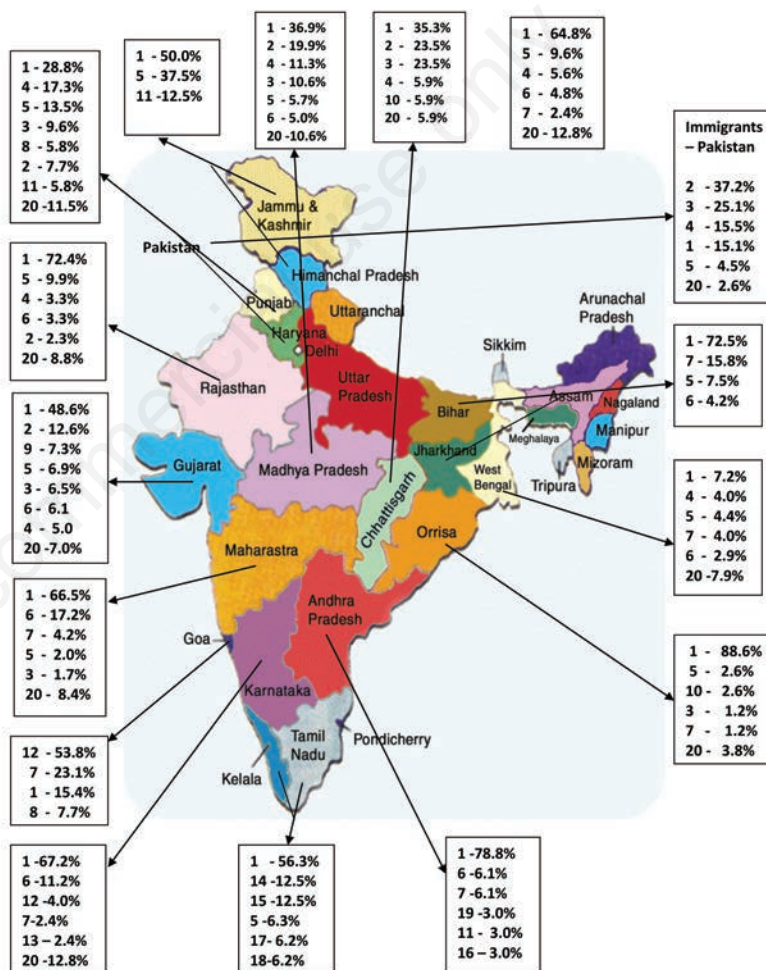 1 - 36.9%
2 - 19.9%
4 - 11.3%
3 - 10.6%
5 - 5.7%
6 - 5.0%
20 -10.6%
1 - 35.3%
2 - 23.5%
3 - 23.5%
4 - 5.9%
10 - 5.9%
20 - 5.9%
1 - 64.8%
5 - 9.6%
4 - 5.6%
6 - 4.8%
7 - 2.4%
20 - 12.8%
1 - 50.0%
5 - 37.5%
11 -12.5%
1 - 28.8%
4 - 17.3%
5 - 13.5%
3 - 9.6%
8 - 5.8%
2 - 7.7%
11 - 5.8%
20 -11.5%
Immigrants
– Pakistan
2 - 37.2%
3 - 25.1%
4 - 15.5%
1 - 15.1%
5 - 4.5%
20 - 2.6%
1 - 72.4%
5 - 9.9%
4 - 3.3%
6 - 3.3%
2 - 2.3%
20 - 8.8%
Jammu &
Kashmir
Pakistan
Himanchal Pradesh
Punjab
Uttaranchal
Haryana
Delhi
Arunachal
Pradesh
Sikkim
Rajasthan
Uttar
Pradesh
Bihar
Assam
Nagaland
Meghalaya
Manipur
Jharkhand
West
Bengal
Tripura
Mizoram
Gujarat
Madhya Pradesh
Chhattisgarh
Orrisa
Maharastra
Andhra
Pradesh
Goa
Karnataka
Tamil
Nadu
Pondicherry
Kelala
1 - 72.5%
7 - 15.8%
5 - 7.5%
6 - 4.2%
1 - 48.6%
2 - 12.6%
9 - 7.3%
5 - 6.9%
3 - 6.5%
6 - 6.1
4 - 5.0
20 -7.0%
1 - 7.2%
4 - 4.0%
5 - 4.4%
7 - 4.0%
6 - 2.9%
20 -7.9%
1 - 66.5%
6 - 17.2%
7 - 4.2%
5 - 2.0%
3 - 1.7%
20 - 8.4%
1 - 88.6%
5 - 2.6%
10 - 2.6%
3 - 1.2%
7 - 1.2%
20 - 3.8%
12 - 53.8%
7 - 23.1%
1 - 15.4%
8 - 7.7%
1 -67.2%
6 -11.2%
12 -4.0%
7-2.4%
13 – 2.4%
20 -12.8%
1 - 56.3%
14 -12.5%
15 -12.5%
5 -6.3%
17- 6.2%
18-6.2%
1 -78.8%
6 -6.1%
7 -6.1%
19 -3.0%
11 - 3.0%
16 – 3.0%